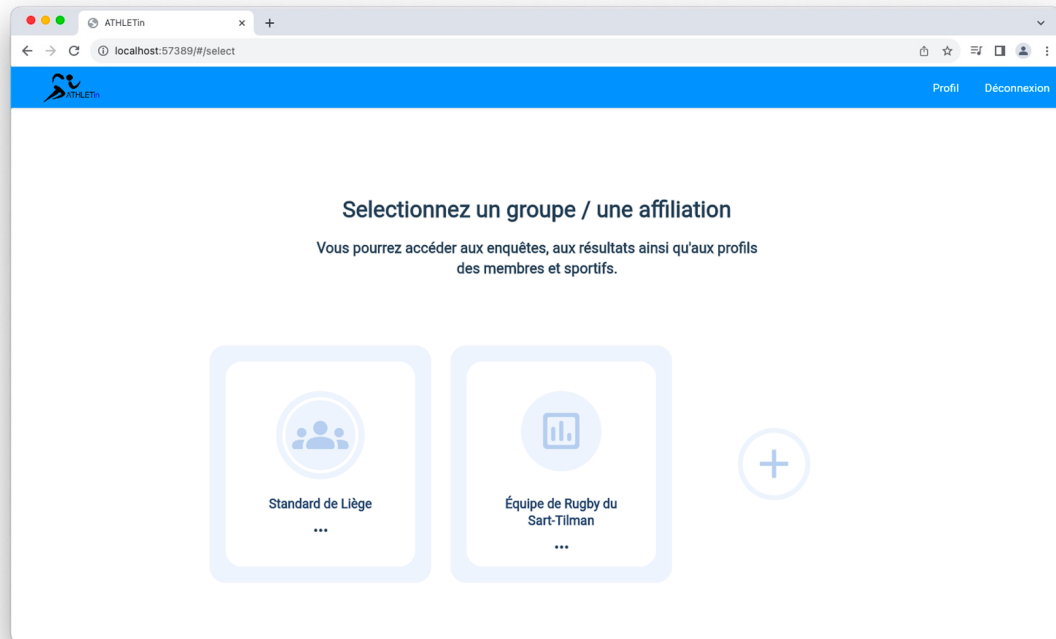 ATHLETin
localhost:57389/#/select
ATHLETin
Profil
Déconnexion
Selectionnez un groupe / une affiliation
Vous pourrez accéder aux enquêtes, aux résultats ainsi qu'aux profils
des membres et sportifs.
Standard de Liège
...
Équipe de Rugby du
Sart-Tilman
...